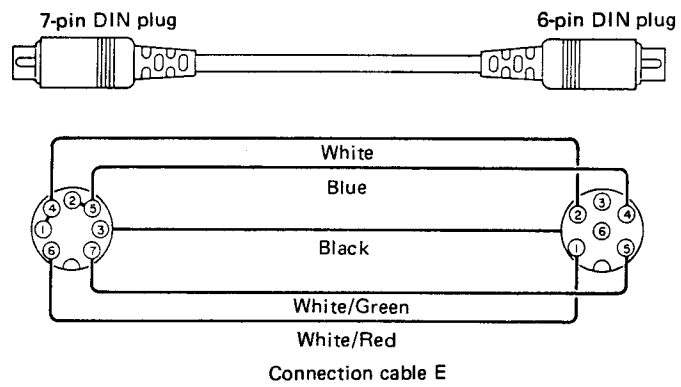 7-pin DIN plug 6-pin DIN plug
White
Blue
4 2 5 3
2 4
1 3 6
Black
6 7 1 5
White/Green
White/Red
Connection cable E